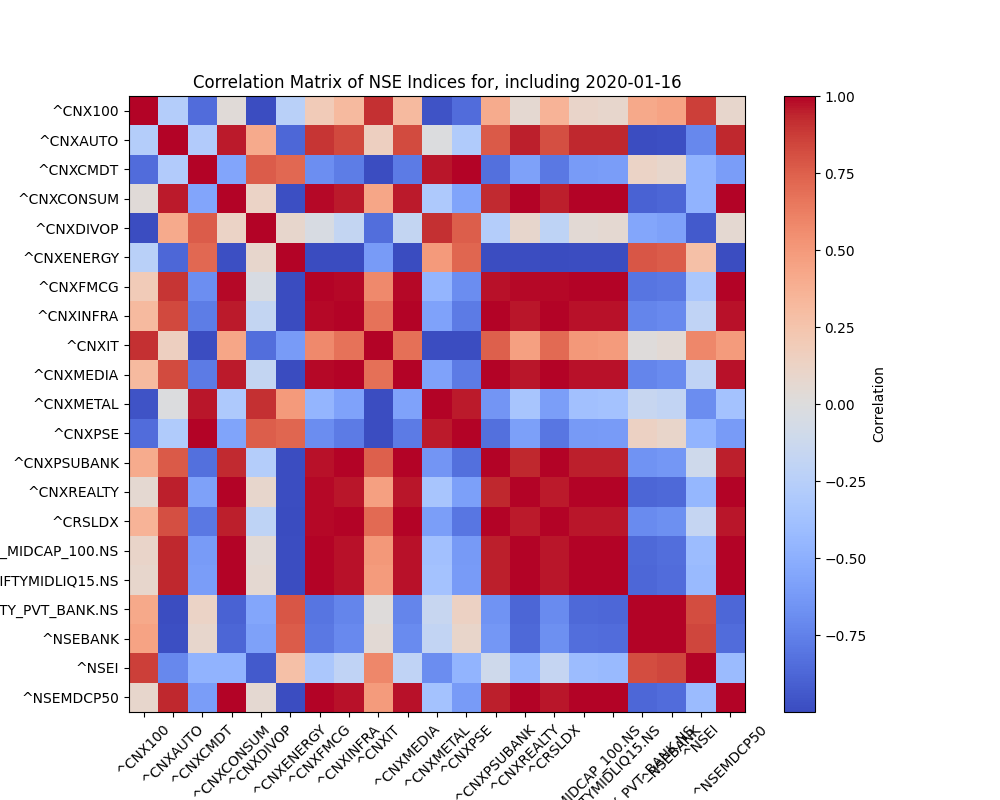 Correlation Matrix of NSE Indices for, including 2020-01-16
^CNX100
^CNXAUTO
^CNXCMDT
^CNXCONSUM
^CNXDIVOP
^CNXENERGY
^CNXFMCG
^CNXINFRA
^CNXIT
^CNXMEDIA
^CNXMETAL
^CNXPSE
^CNXPSUBANK
^CNXREALTY
^CRSLDX
_MIDCAP_100.NS
IFTYMIDLIQ15.NS
TY_PVT_BANK.NS
^NSEBANK
^NSEI
^NSEMDCP50
^CNX100
^CNXAUTO
^CNXCMDT
^CNXCONSUM
^CNXDIVOP
^CNXENERGY
^CNXFMCG
^CNXINFRA
^CNXIT
^CNXMEDIA
^CNXMETAL
^CNXPSE
^CNXPSUBANK
^CNXREALTY
^CRSLDX
MIDCAP_100.NS
TYMIDLIQ15.NS
PVT_BANK.NS
^NSEBANK
^NSEI
^NSEMDCP50
1.00
0.75
0.50
0.25
0.00
−0.25
−0.50
−0.75
Correlation